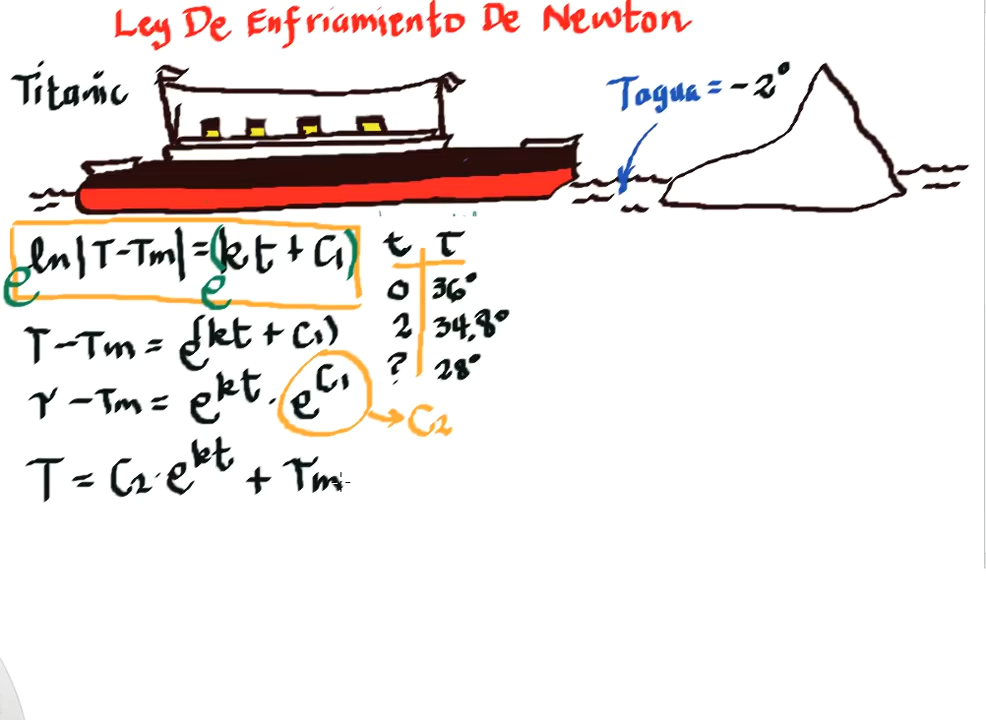 Ley De Enfriamiento De Newton
Titanic
Tagua = -2°
e^ln|T-Tm| = e^(kt + C1)
t T
0 36°
2 34,8°
? 28°
T-Tm = e^(kt + C1)
T-Tm = e^kt . e^C1 → C2
T = C2·e^kt + Tm